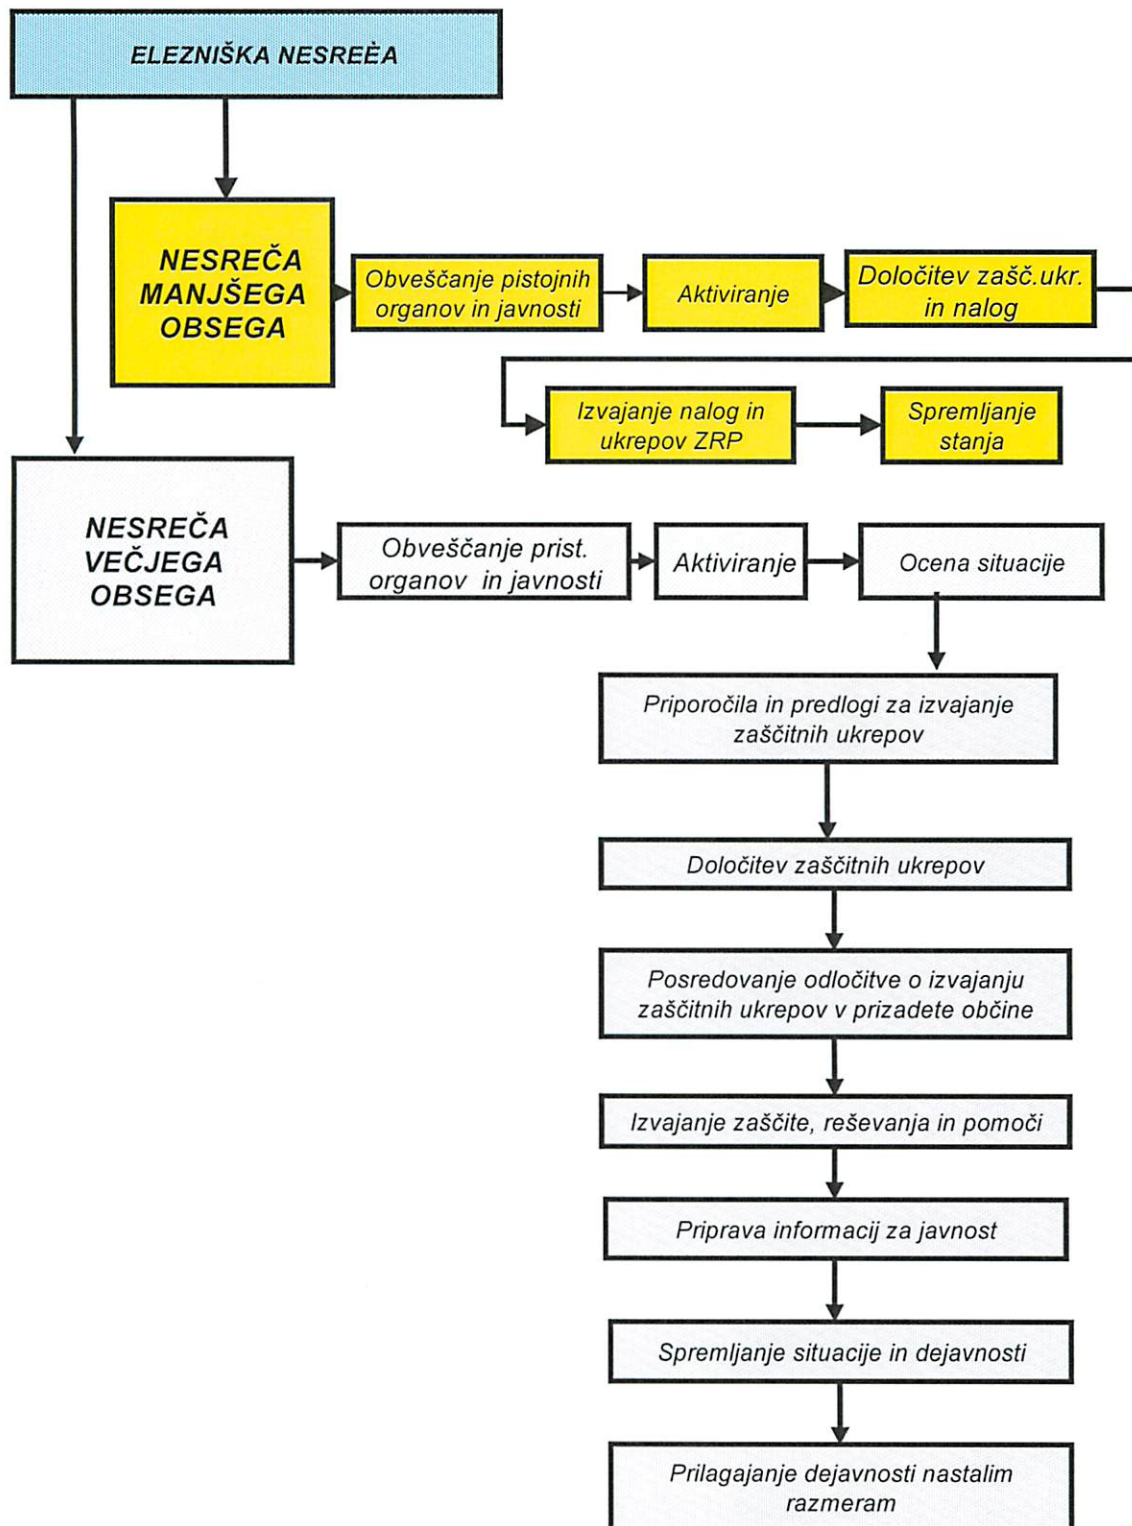 ELEZNIŠKA NESREÈA
NESREČA
MANJŠEGA
OBSEGA
Obveščanje pistojnih
organov in javnosti
Aktiviranje
Določitev zašč.ukr.
in nalog
Izvajanje nalog in
ukrepov ZRP
Spremljanje
stanja
NESREČA
VEČJEGA
OBSEGA
Obveščanje prist.
organov in javnosti
Aktiviranje
Ocena situacije
Priporočila in predlogi za izvajanje
zaščitnih ukrepov
Določitev zaščitnih ukrepov
Posredovanje odločitve o izvajanju
zaščitnih ukrepov v prizadete občine
Izvajanje zaščite, reševanja in pomoči
Priprava informacij za javnost
Spremljanje situacije in dejavnosti
Prilagajanje dejavnosti nastalim
razmeram